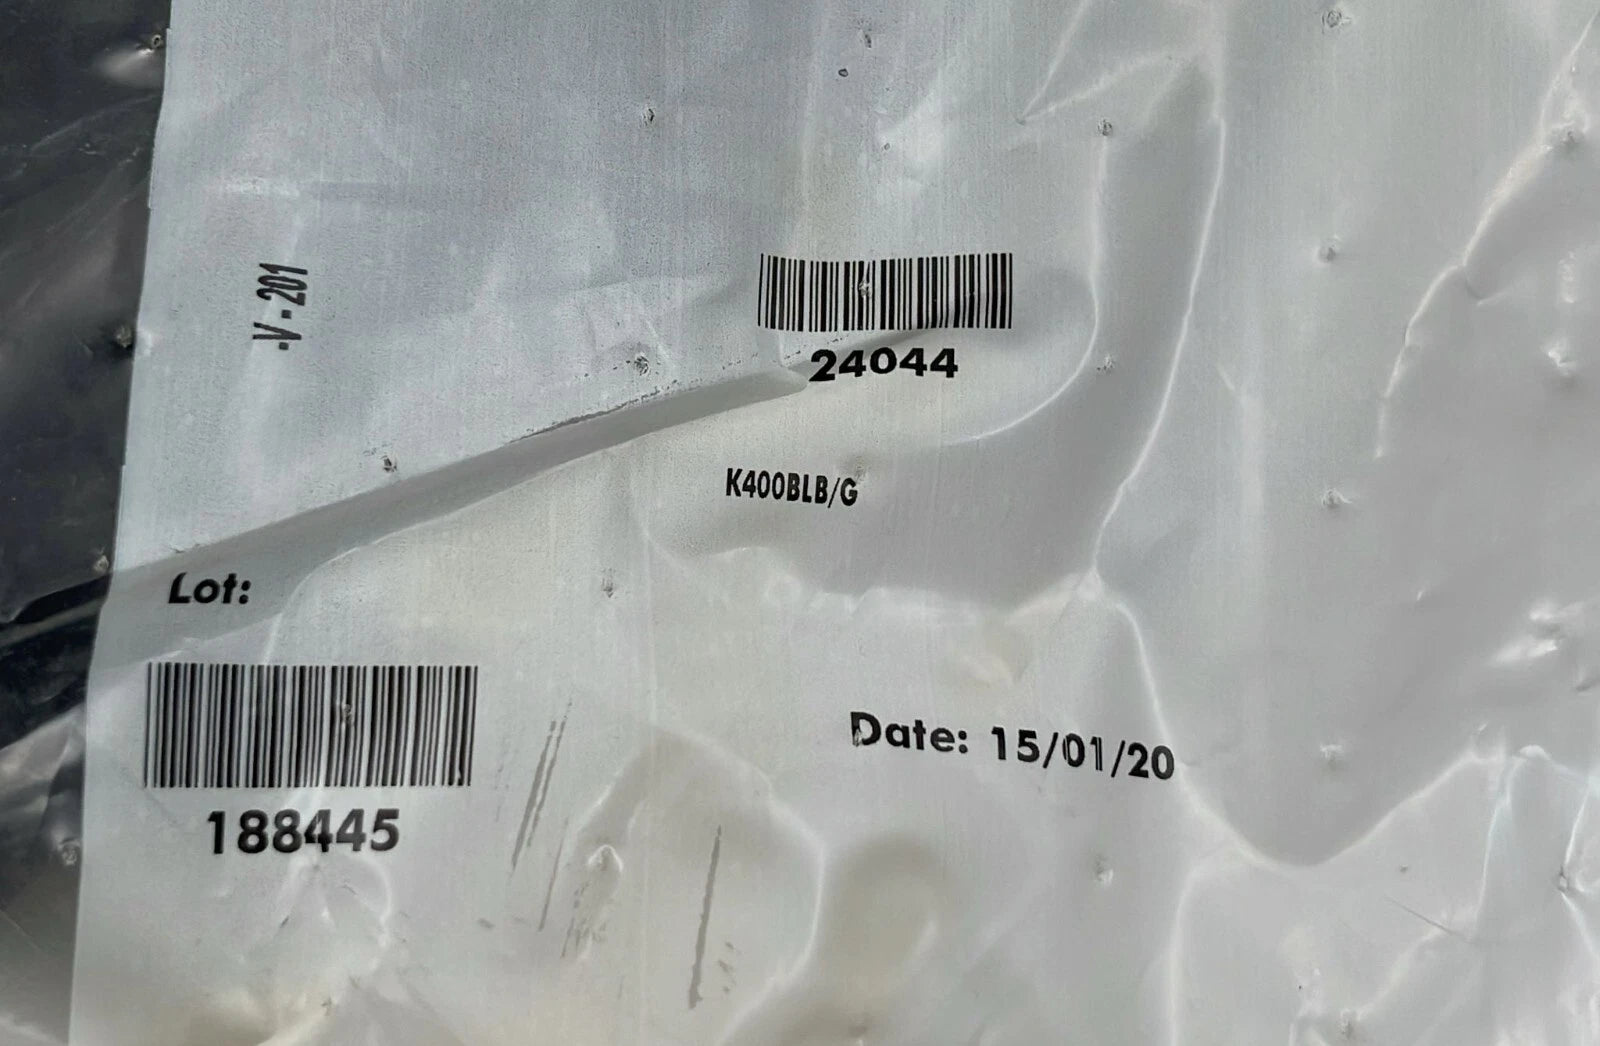 -V-201
24044
K400BLB/G
Lot:
188445
Date: 15/01/20